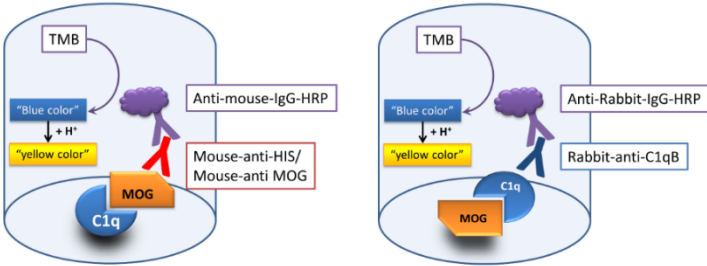 TMB
Anti-mouse-IgG-HRP
"Blue color"
+ H⁺
"yellow color"
Mouse-anti-HIS/
Mouse-anti MOG
MOG
C1q
TMB
Anti-Rabbit-IgG-HRP
"Blue color"
+ H⁺
"yellow color"
Rabbit-anti-C1qB
C1q
MOG